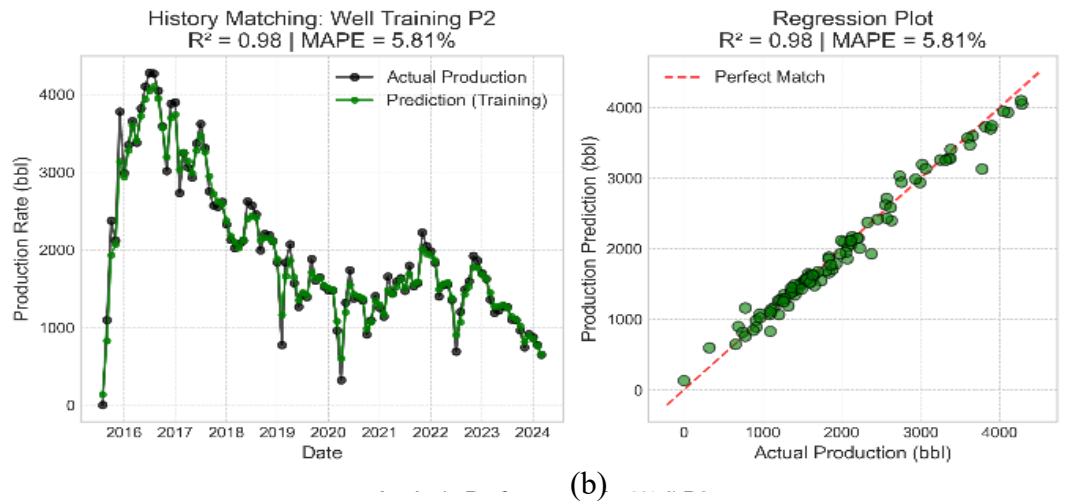 History Matching: Well Training P2
R² = 0.98 | MAPE = 5.81%
Actual Production
Prediction (Training)
Production Rate (bbl)
4000
3000
2000
1000
0
2016 2017 2018 2019 2020 2021 2022 2023 2024
Date
Regression Plot
R² = 0.98 | MAPE = 5.81%
Perfect Match
Production Prediction (bbl)
4000
3000
2000
1000
0
0 1000 2000 3000 4000
Actual Production (bbl)
(b)